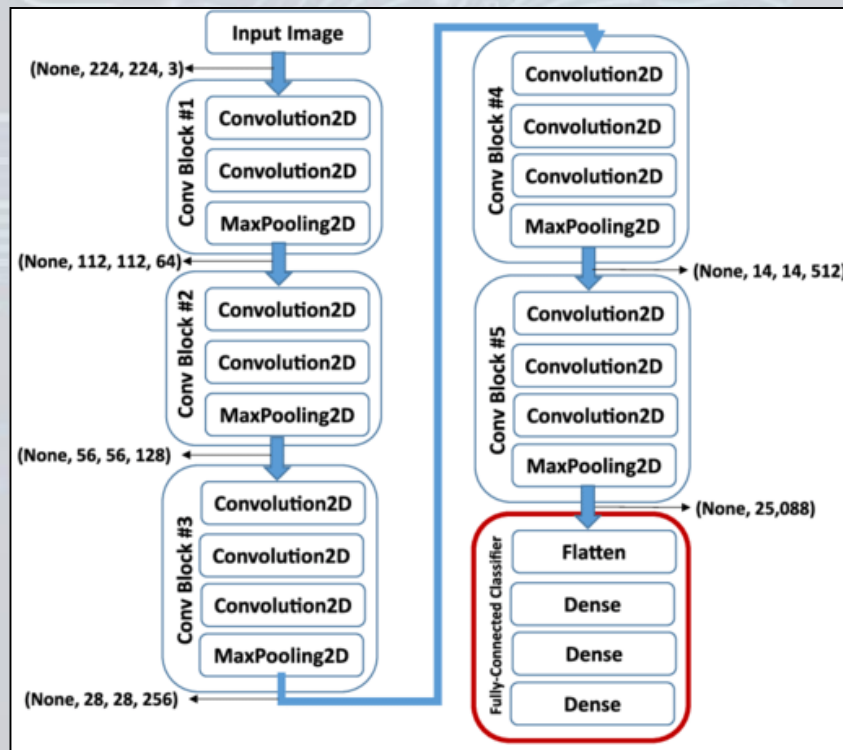 Input Image
(None, 224, 224, 3)
Conv Block #1
Convolution2D
Convolution2D
MaxPooling2D
(None, 112, 112, 64)
Conv Block #2
Convolution2D
Convolution2D
MaxPooling2D
(None, 56, 56, 128)
Conv Block #3
Convolution2D
Convolution2D
Convolution2D
MaxPooling2D
(None, 28, 28, 256)
Conv Block #4
Convolution2D
Convolution2D
Convolution2D
MaxPooling2D
(None, 14, 14, 512)
Conv Block #5
Convolution2D
Convolution2D
Convolution2D
MaxPooling2D
(None, 25,088)
Fully-Connected Classifier
Flatten
Dense
Dense
Dense